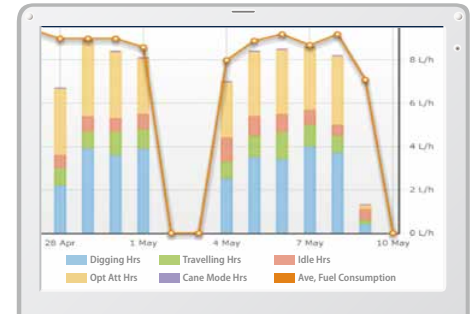 8 L/h
6 L/h
4 L/h
2 L/h
0 L/h
28 Apr 1 May 4 May 7 May 10 May
Digging Hrs Travelling Hrs Idle Hrs
Opt Att Hrs Cane Mode Hrs Ave, Fuel Consumption